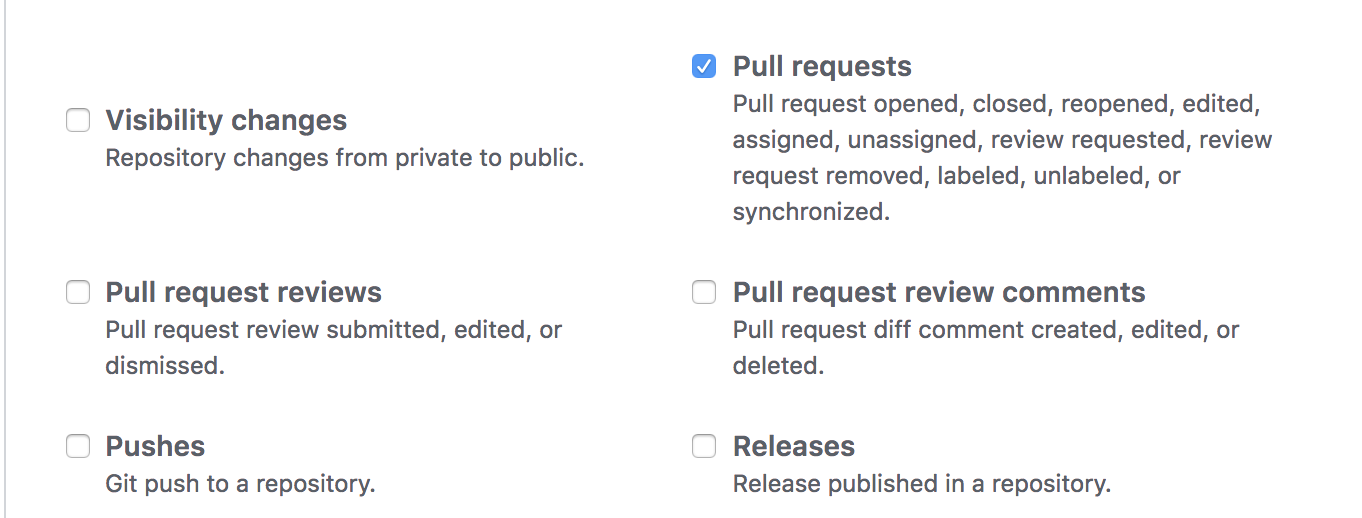 Pull requests
Pull request opened, closed, reopened, edited,
assigned, unassigned, review requested, review
request removed, labeled, unlabeled, or
synchronized.
Visibility changes
Repository changes from private to public.
Pull request reviews
Pull request review submitted, edited, or
dismissed.
Pull request review comments
Pull request diff comment created, edited, or
deleted.
Pushes
Git push to a repository.
Releases
Release published in a repository.